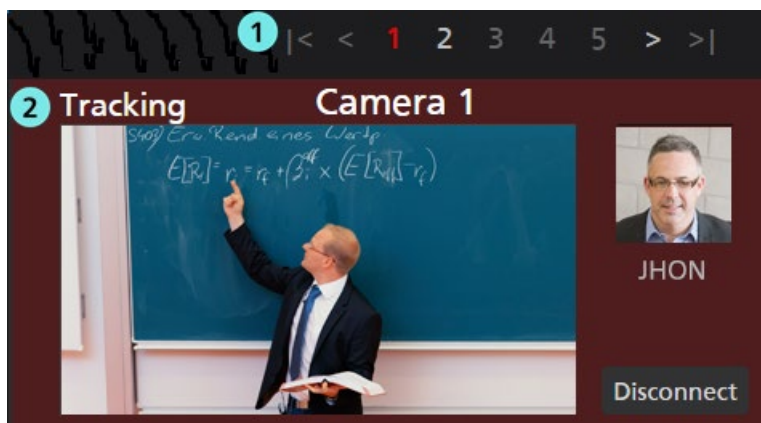 1 |< < 1 2 3 4 5 > >|
2 Tracking Camera 1
E[R] = r = rf + β × (E[R] - rf)
JHON
Disconnect